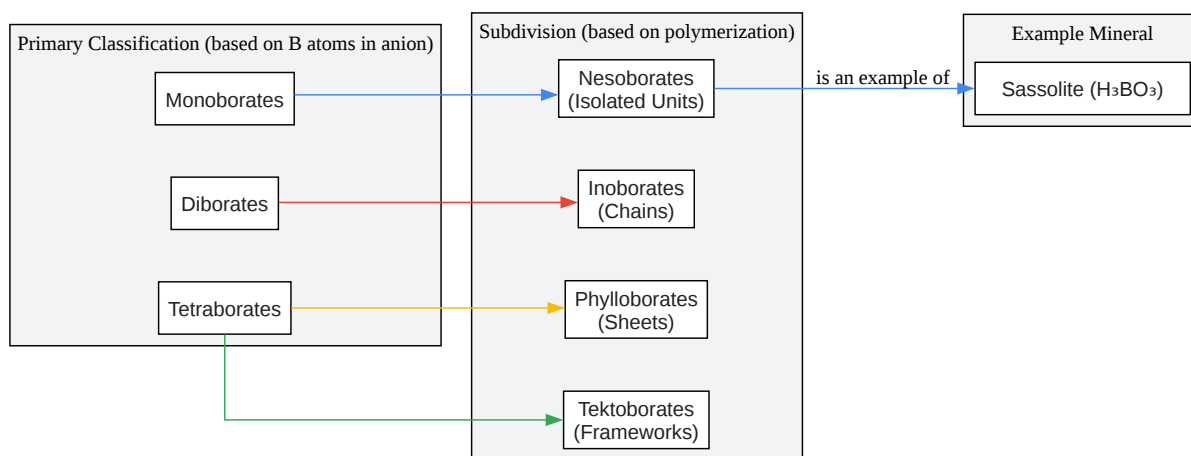 Primary Classification (based on B atoms in anion)
Monoborates
Diborates
Tetraborates
Subdivision (based on polymerization)
Nesoborates
(Isolated Units)
Inoborates
(Chains)
Phylloborates
(Sheets)
Tektoborates
(Frameworks)
is an example of
Example Mineral
Sassolite (H₃BO₃)